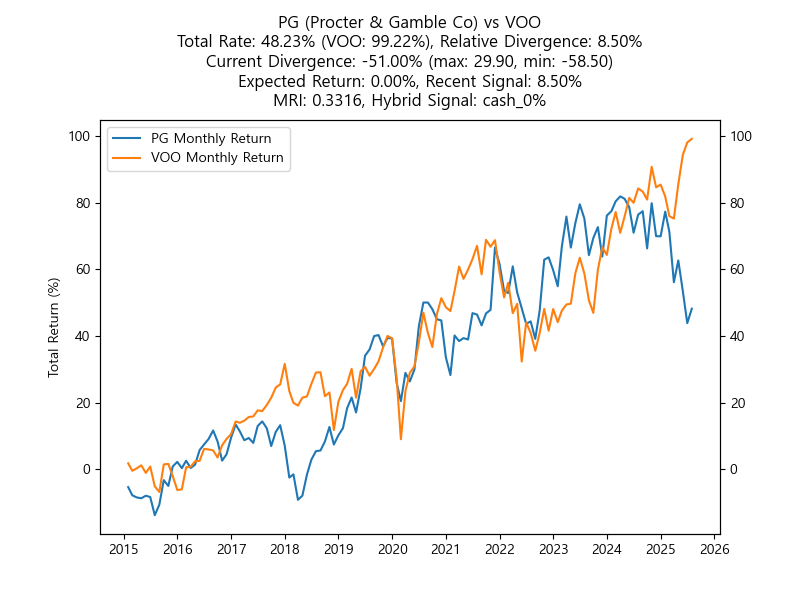 PG (Procter & Gamble Co) vs VOO
Total Rate: 48.23% (VOO: 99.22%), Relative Divergence: 8.50%
Current Divergence: -51.00% (max: 29.90, min: -58.50)
Expected Return: 0.00%, Recent Signal: 8.50%
MRI: 0.3316, Hybrid Signal: cash_0%
PG Monthly Return
VOO Monthly Return
Total Return (%)
100
80
60
40
20
0
100
80
60
40
20
0
2015 2016 2017 2018 2019 2020 2021 2022 2023 2024 2025 2026